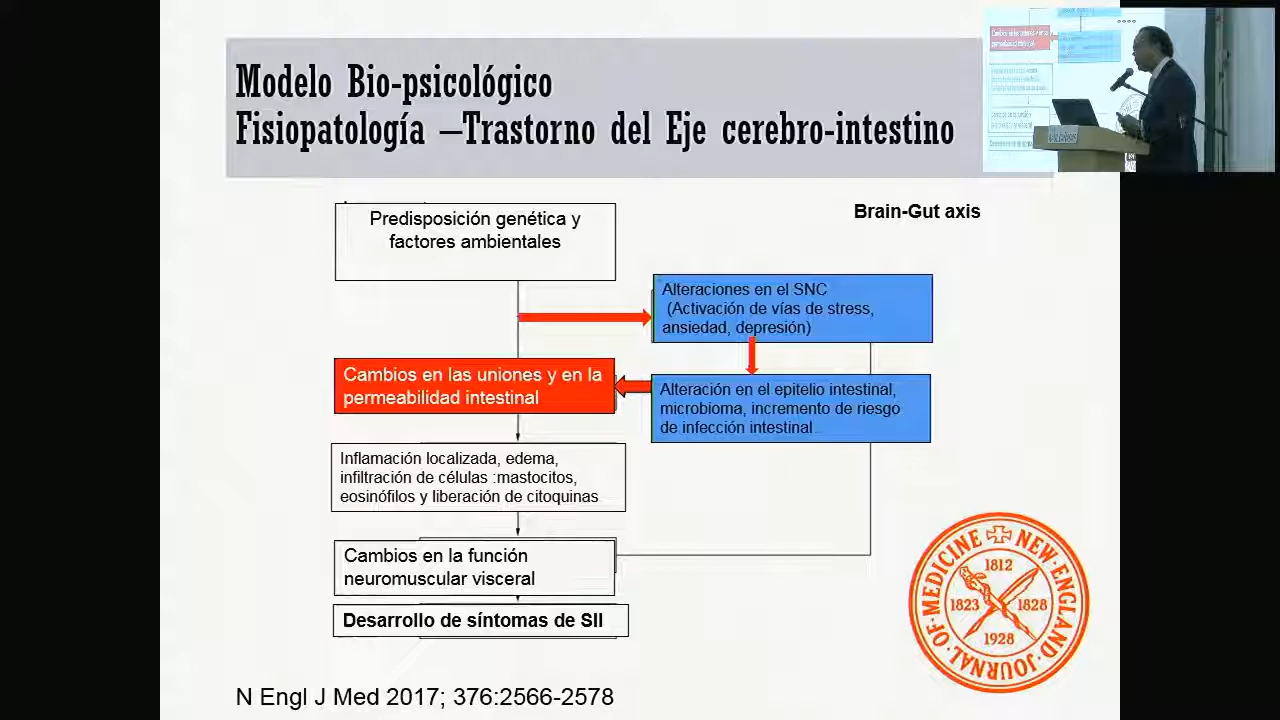 Modelo Bio-psicológico
Fisiopatología –Trastorno del Eje cerebro-intestino
Brain-Gut axis
Predisposición genética y
factores ambientales
Alteraciones en el SNC
(Activación de vías de stress,
ansiedad, depresión)
Cambios en las uniones y en la
permeabilidad intestinal
Alteración en el epitelio intestinal,
microbioma, incremento de riesgo
de infección intestinal.
Inflamación localizada, edema,
infiltración de células :mastocitos,
eosinófilos y liberación de citoquinas
Cambios en la función
neuromuscular visceral
Desarrollo de síntomas de SII
NEW ENGLAND JOURNAL OF MEDICINE
1812
1823
1828
1928
N Engl J Med 2017; 376:2566-2578